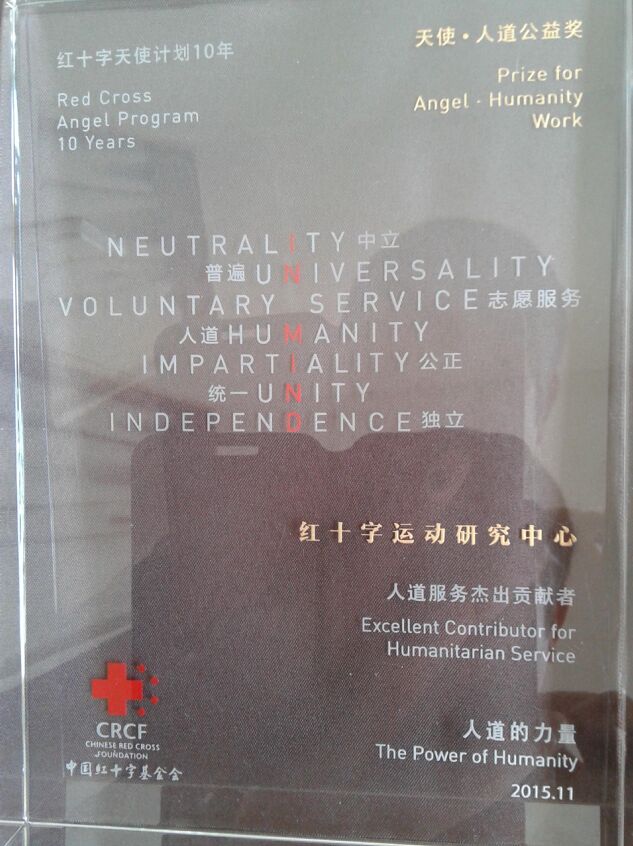 红十字天使计划10年
Red Cross
Angel Program
10 Years
天使·人道公益奖
Prize for
Angel · Humanity
Work
NEUTRALITY 中立
普遍 UNIVERSALITY
VOLUNTARY SERVICE 志愿服务
人道 HUMANITY
IMPARTIALITY 公正
统一 UNITY
INDEPENDENCE 独立
红十字运动研究中心
人道服务杰出贡献者
Excellent Contributor for
Humanitarian Service
CRCF
CHINESE RED CROSS
FOUNDATION
中国红十字基金会
人道的力量
The Power of Humanity
2015.11